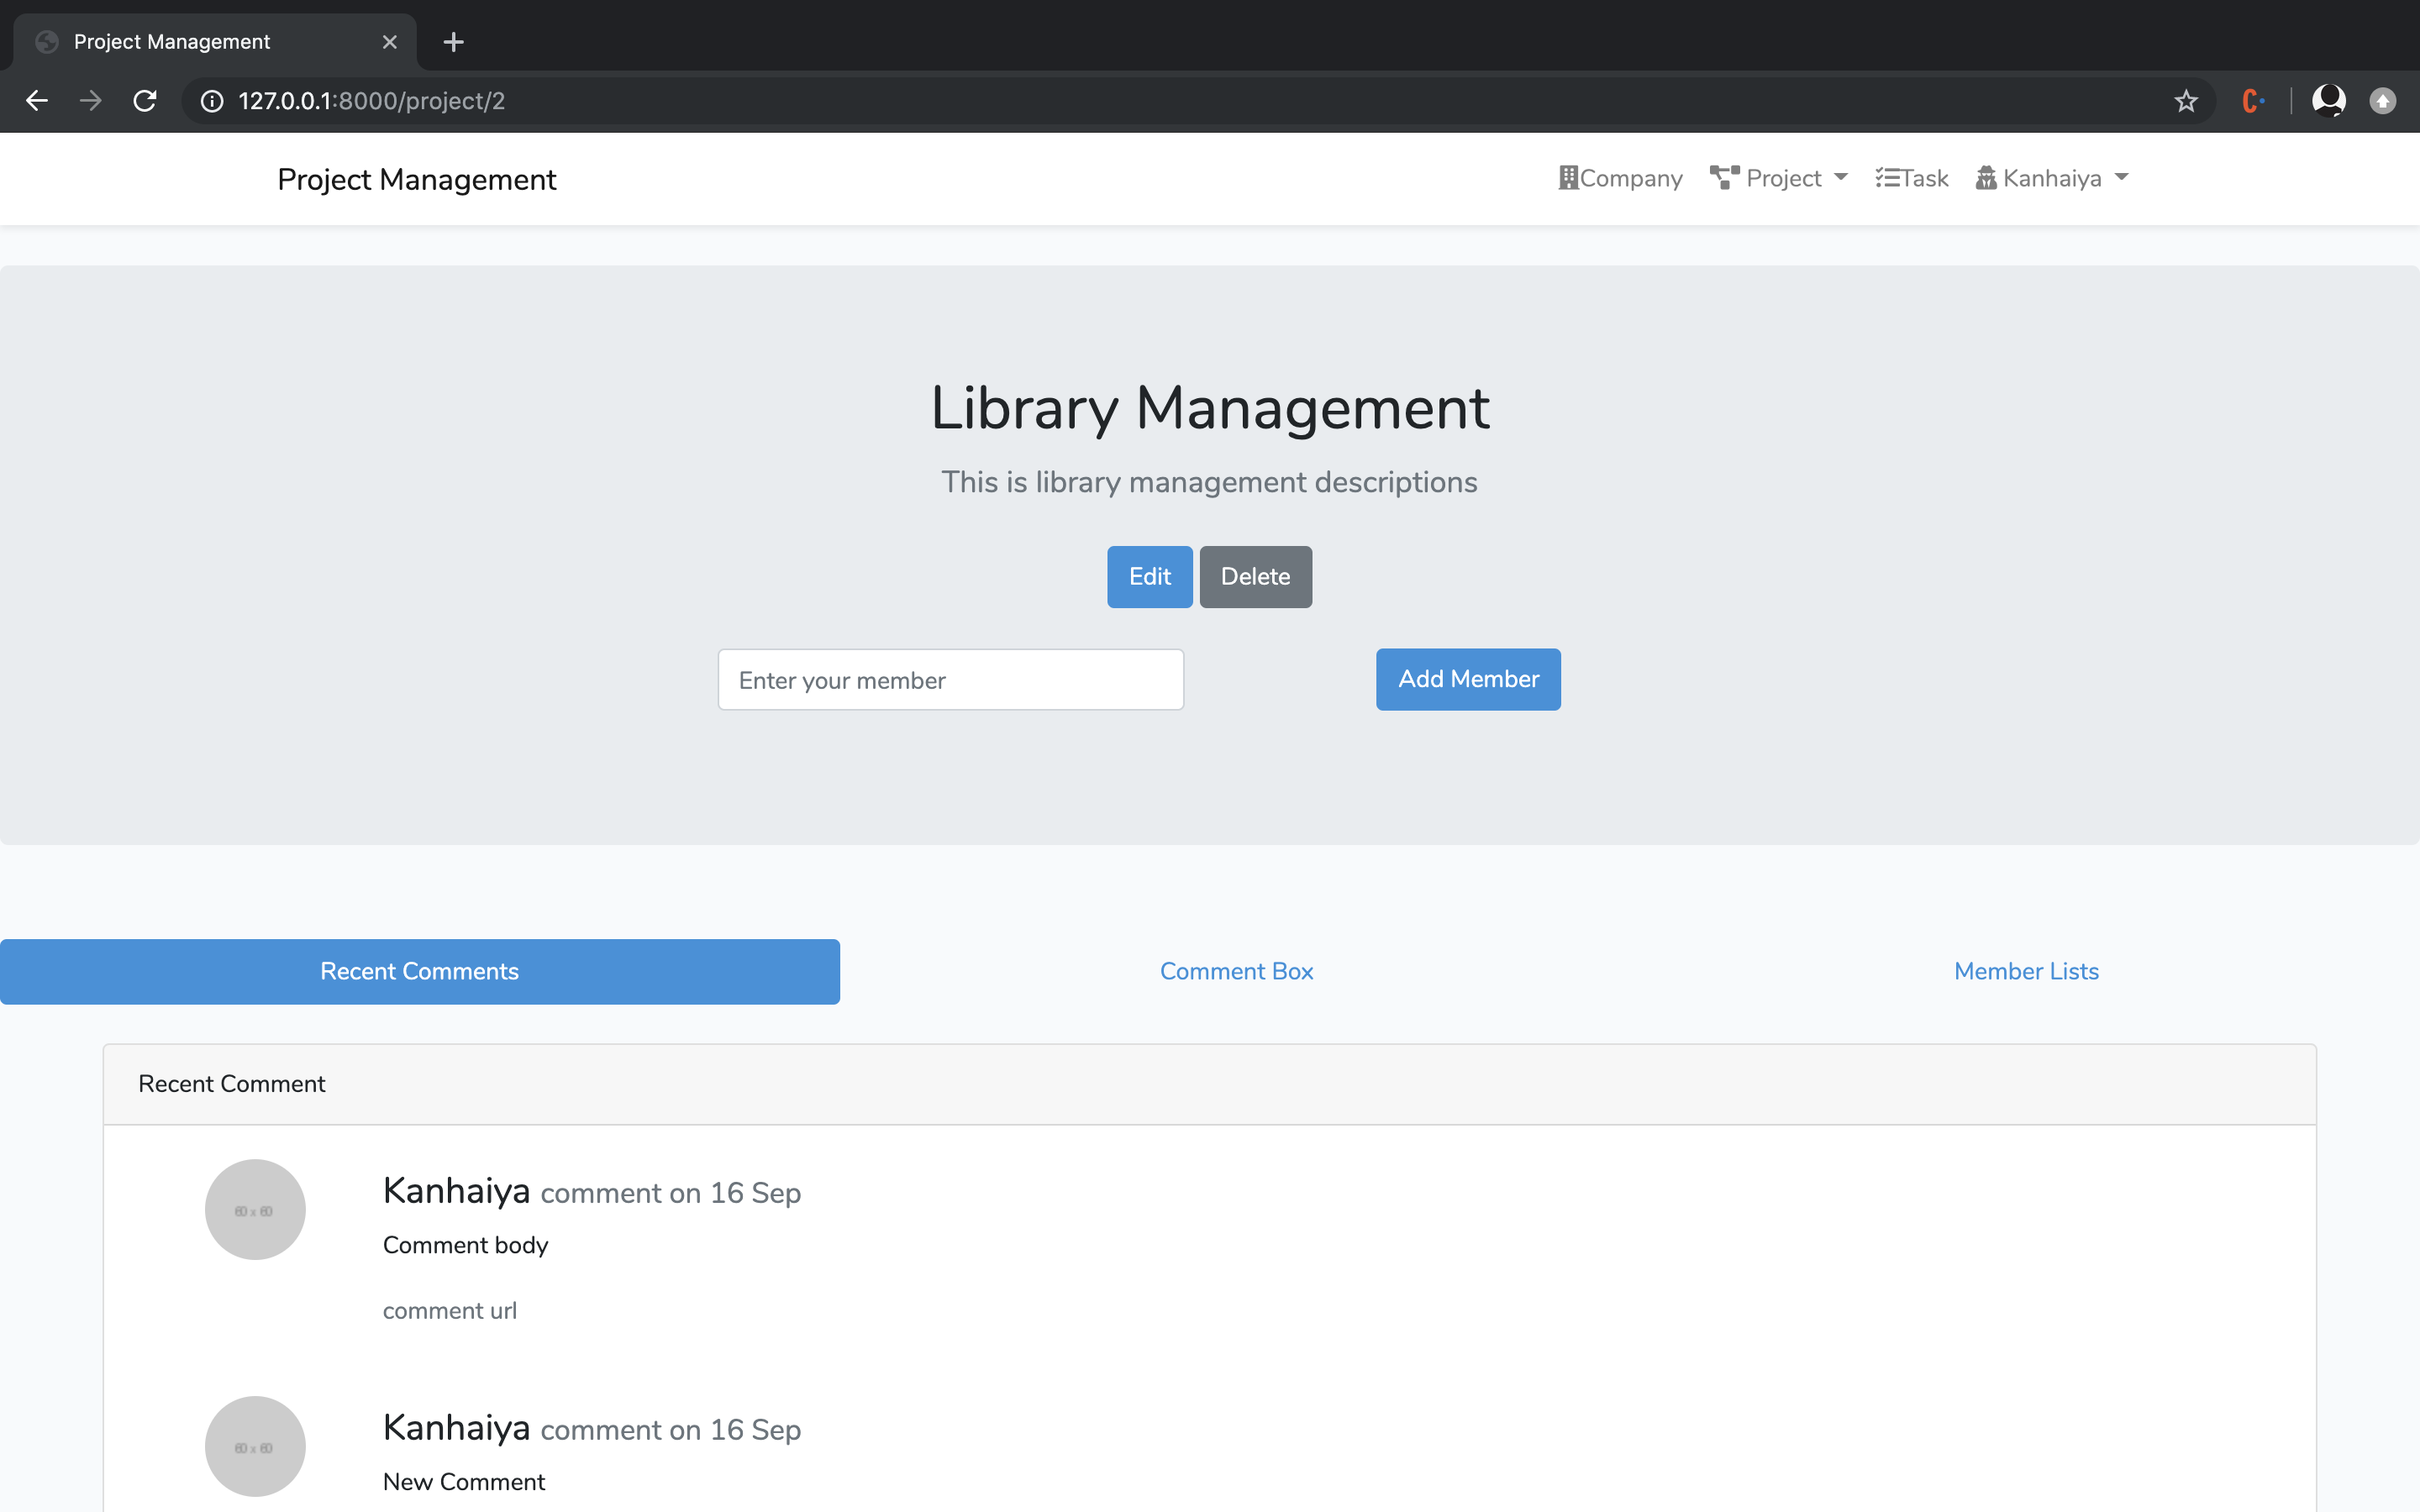 Project Management
127.0.0.1:8000/project/2
Project Management
Company Project Task Kanhaiya
Library Management
This is library management descriptions
Edit Delete
Enter your member Add Member
Recent Comments Comment Box Member Lists
Recent Comment
60 x 60
Kanhaiya comment on 16 Sep
Comment body
comment url
60 x 60
Kanhaiya comment on 16 Sep
New Comment